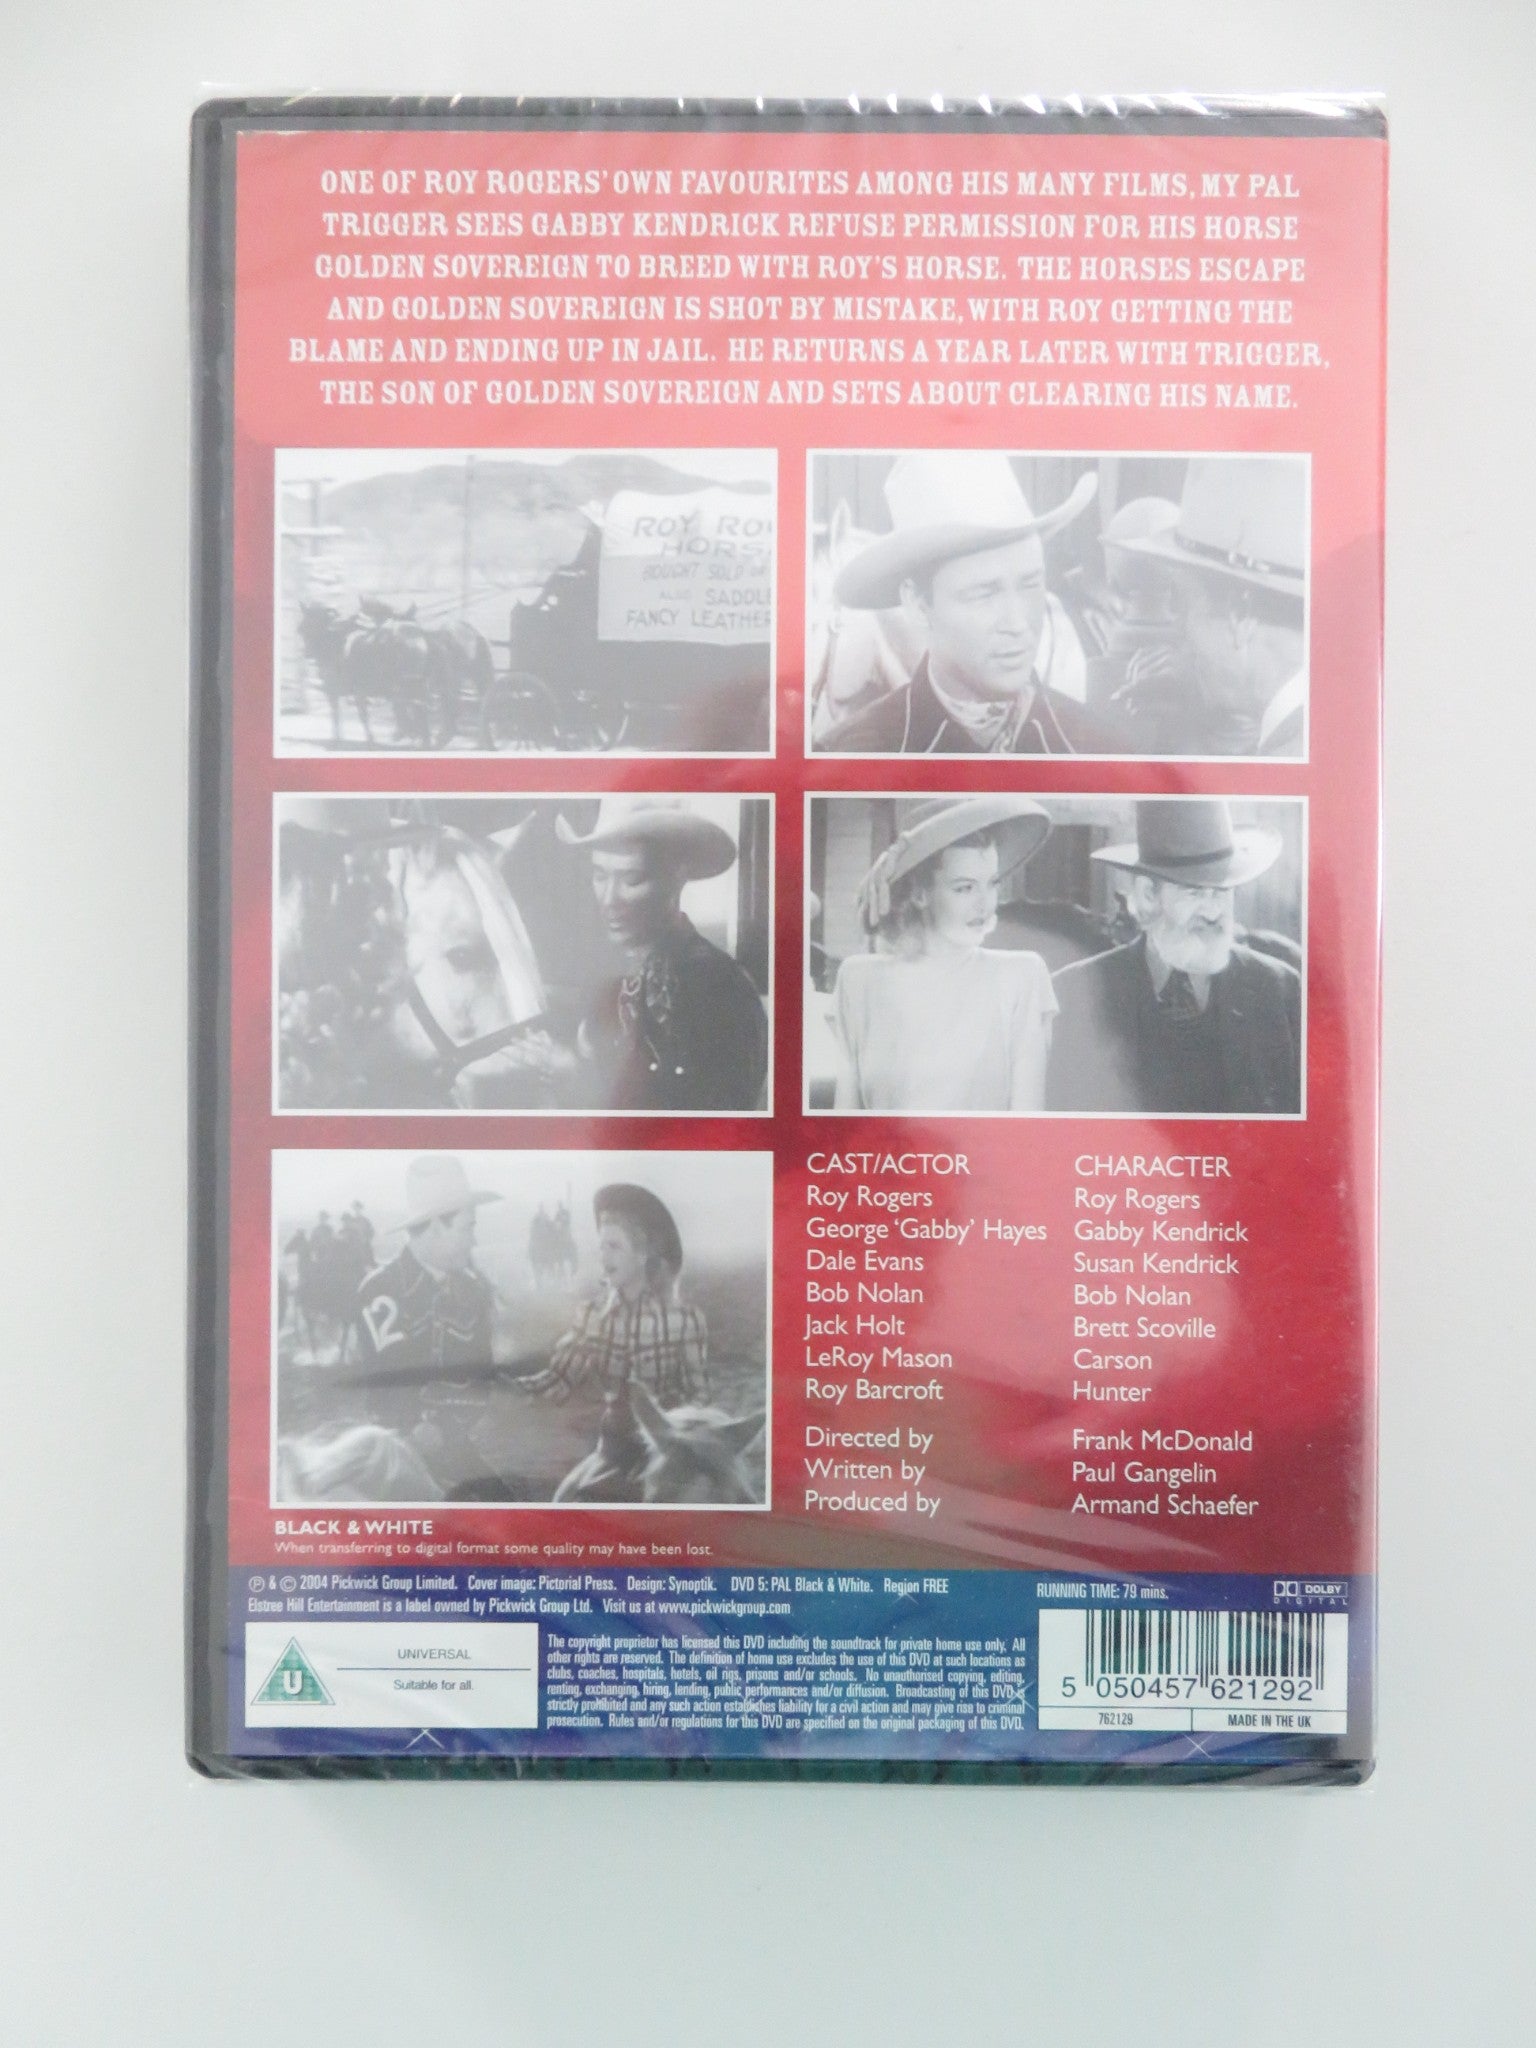 ONE OF ROY ROGERS' OWN FAVOURITES AMONG HIS MANY FILMS, MY PAL
TRIGGER SEES GABBY KENDRICK REFUSE PERMISSION FOR HIS HORSE
GOLDEN SOVEREIGN TO BREED WITH ROY'S HORSE. THE HORSES ESCAPE
AND GOLDEN SOVEREIGN IS SHOT BY MISTAKE, WITH ROY GETTING THE
BLAME AND ENDING UP IN JAIL. HE RETURNS A YEAR LATER WITH TRIGGER,
THE SON OF GOLDEN SOVEREIGN AND SETS ABOUT CLEARING HIS NAME.
ROY RO
HORS
BOUGHT SOLD OR
ALSO SADDLE
FANCY LEATHER
12
CAST/ACTOR CHARACTER
Roy Rogers Roy Rogers
George 'Gabby' Hayes Gabby Kendrick
Dale Evans Susan Kendrick
Bob Nolan Bob Nolan
Jack Holt Brett Scoville
LeRoy Mason Carson
Roy Barcroft Hunter
Directed by Frank McDonald
Written by Paul Gangelin
Produced by Armand Schaefer
BLACK & WHITE
When transferring to digital format some quality may have been lost.
℗ & © 2004 Pickwick Group Limited. Cover image: Pictorial Press. Design: Synoptik. DVD 5: PAL Black & White. Region FREE
Elstree Hill Entertainment is a label owned by Pickwick Group Ltd. Visit us at www.pickwickgroup.com
RUNNING TIME: 79 mins.
DOLBY
DIGITAL
U
UNIVERSAL
Suitable for all.
The copyright proprietor has licensed this DVD including the soundtrack for private home use only. All
other rights are reserved. The definition of home use excludes the use of this DVD at such locations as
clubs, coaches, hospitals, hotels, oil rigs, prisons and/or schools. No unauthorised copying, editing,
renting, exchanging, hiring, lending, public performances and/or diffusion. Broadcasting of this DVD is
strictly prohibited and any such action establishes liability for a civil action and may give rise to criminal
prosecution. Rules and/or regulations for this DVD are specified on the original packaging of this DVD.
5 050457 621292
762129 MADE IN THE UK